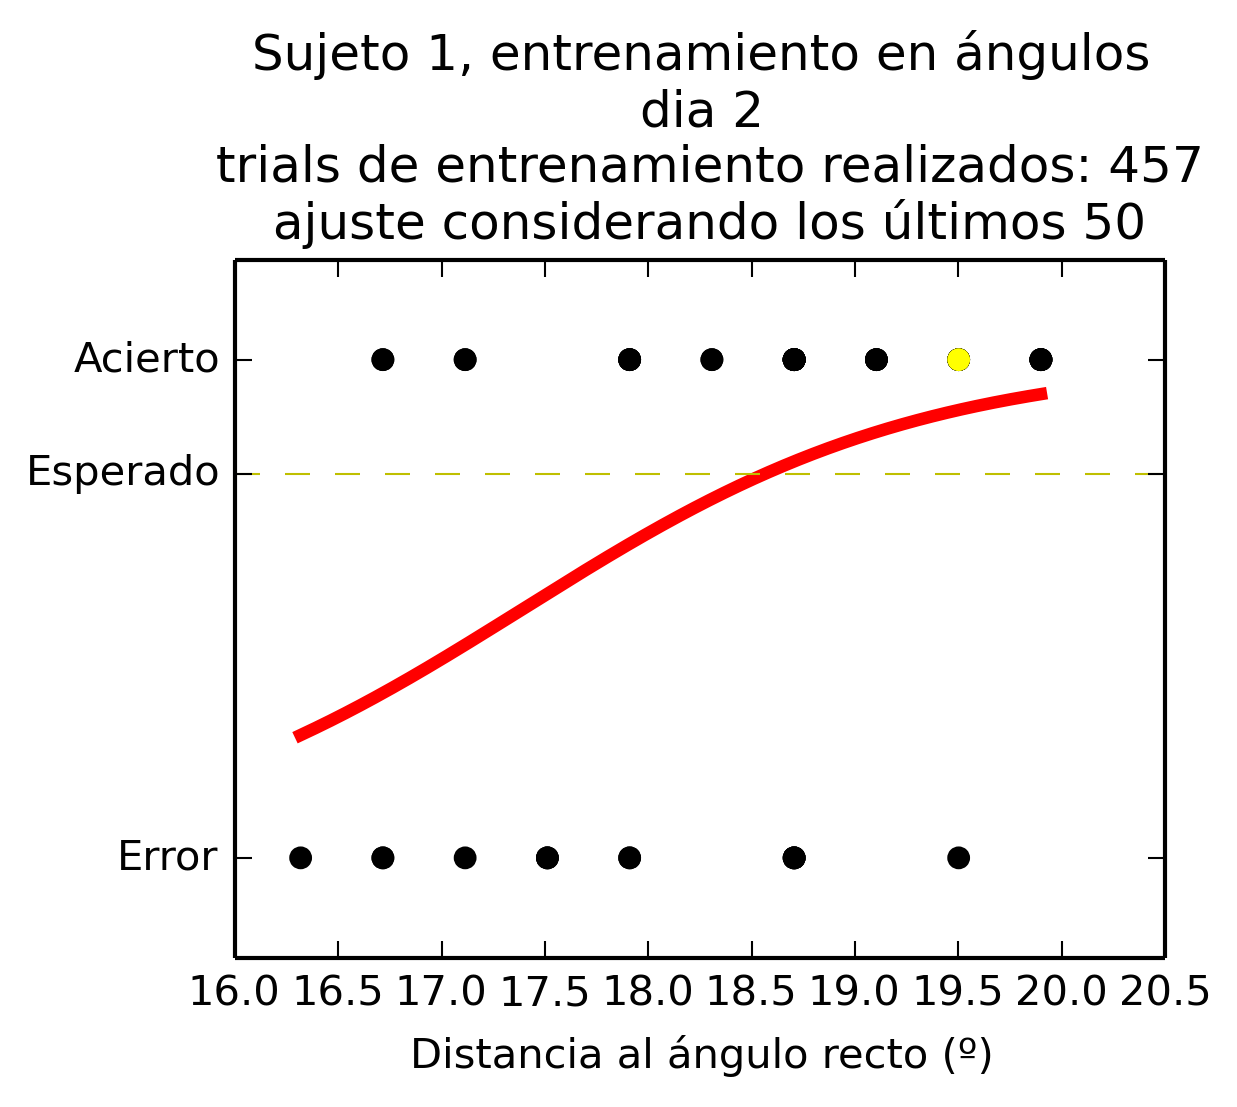 Sujeto 1, entrenamiento en ángulos
dia 2
trials de entrenamiento realizados: 457
ajuste considerando los últimos 50
Acierto
Esperado
Error
16.0 16.5 17.0 17.5 18.0 18.5 19.0 19.5 20.0 20.5
Distancia al ángulo recto (º)